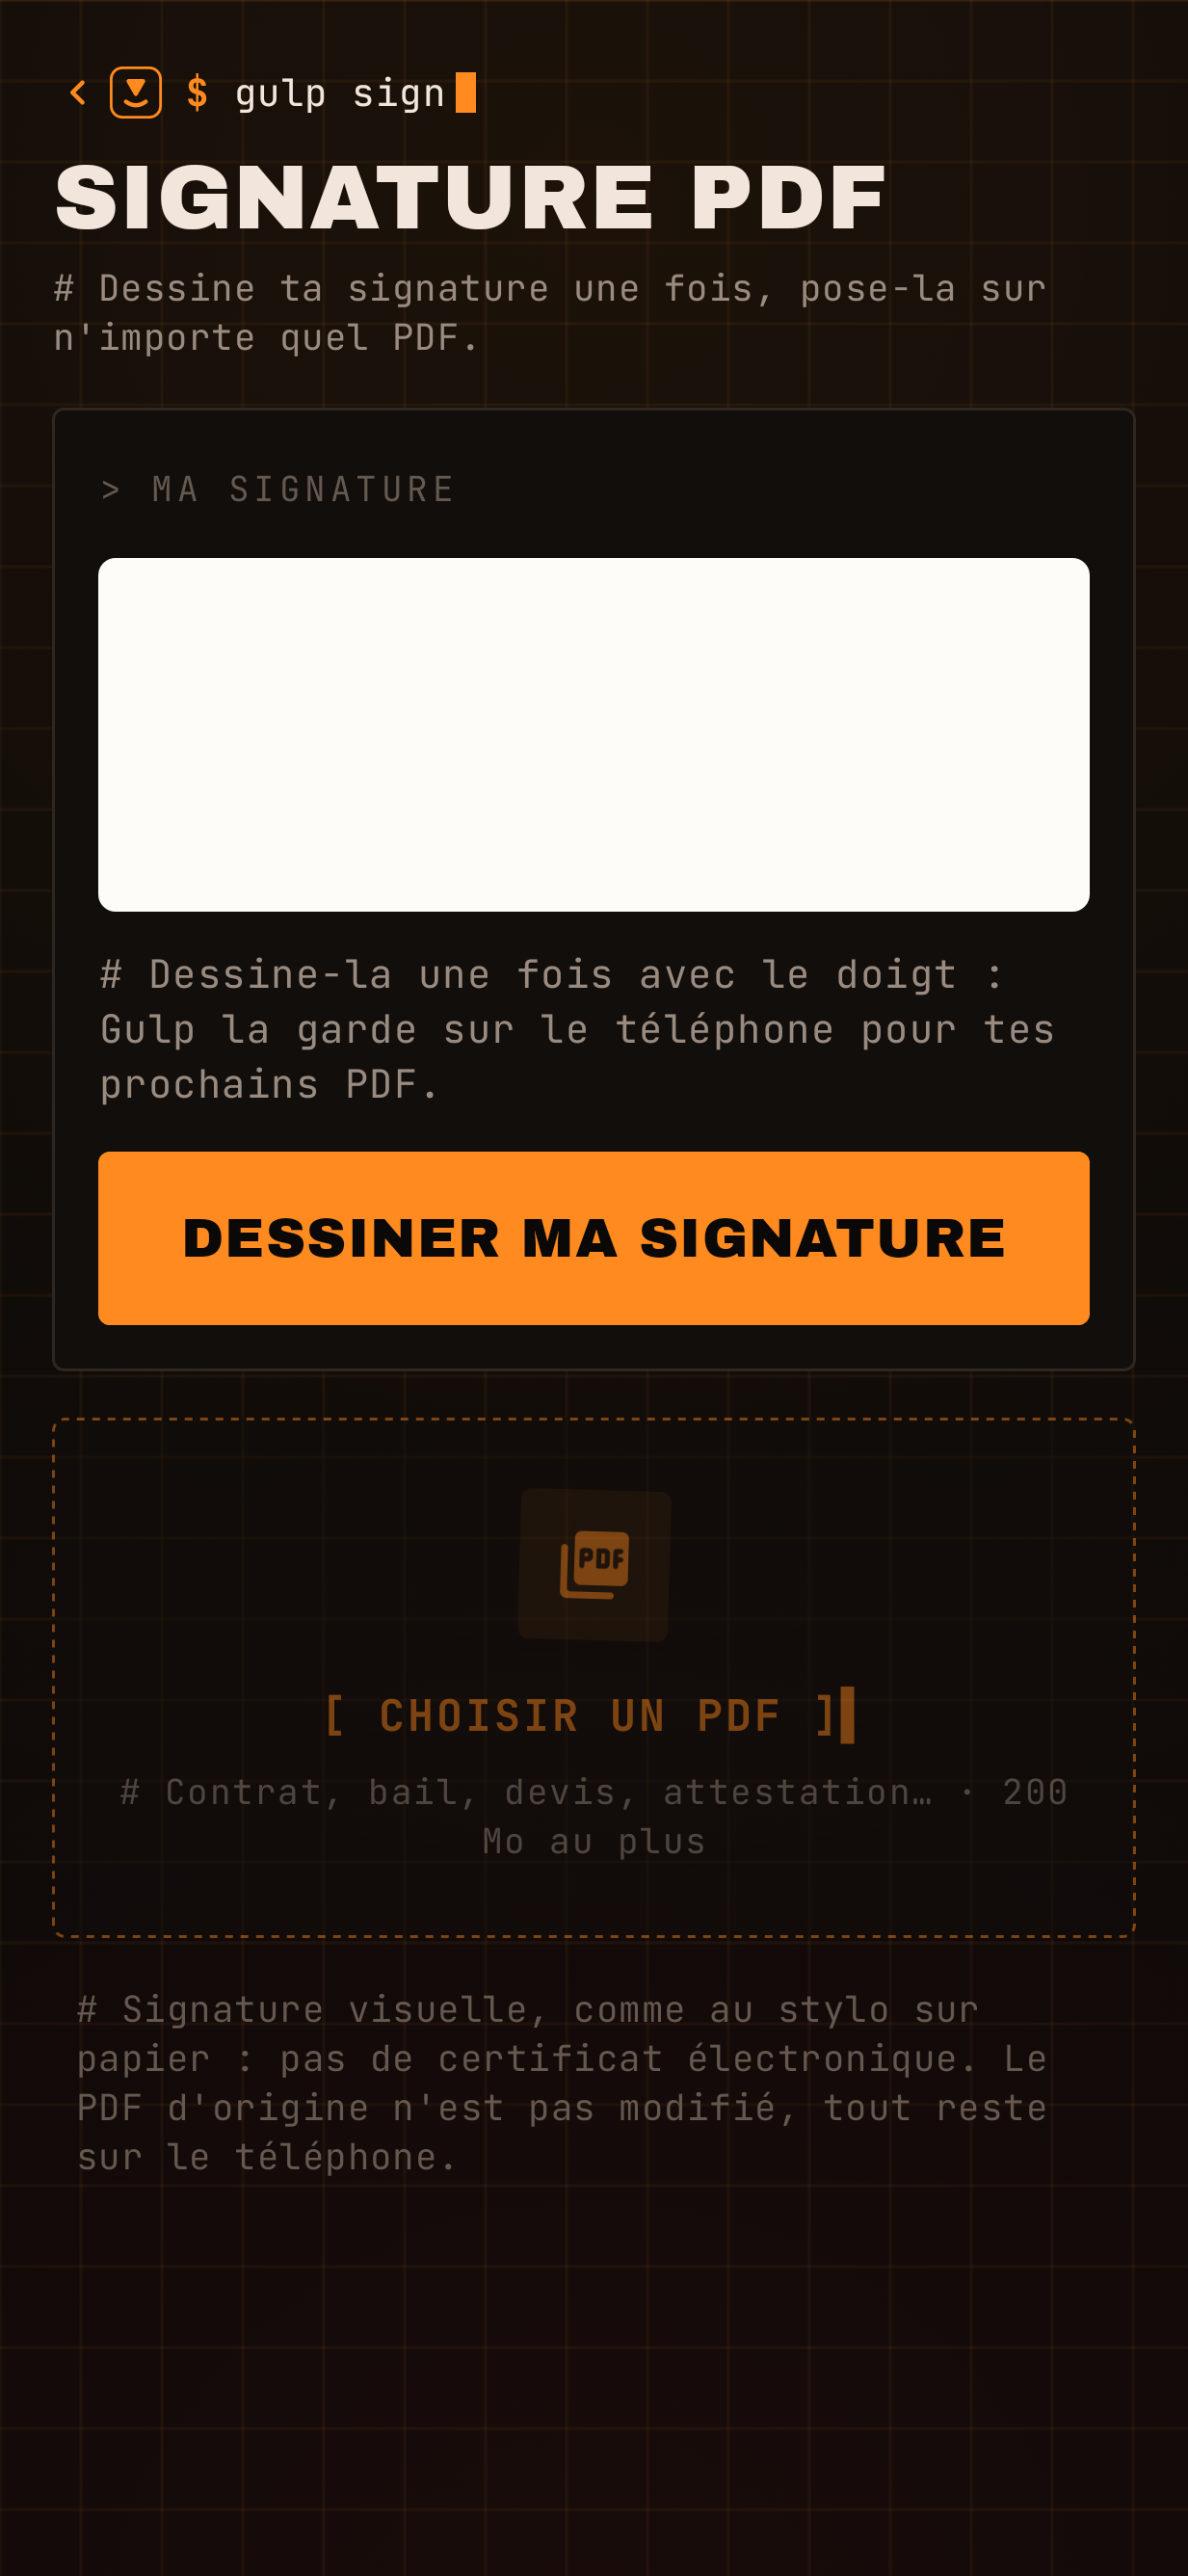 $ gulp sign
SIGNATURE PDF
# Dessine ta signature une fois, pose-la sur
n'importe quel PDF.
> MA SIGNATURE
# Dessine-la une fois avec le doigt :
Gulp la garde sur le téléphone pour tes
prochains PDF.
DESSINER MA SIGNATURE
PDF
[ CHOISIR UN PDF ]
# Contrat, bail, devis, attestation… · 200
Mo au plus
# Signature visuelle, comme au stylo sur
papier : pas de certificat électronique. Le
PDF d'origine n'est pas modifié, tout reste
sur le téléphone.